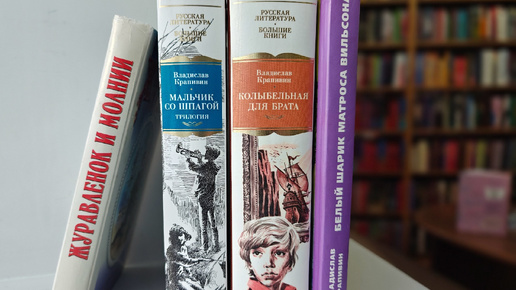 ЖУРАВЛЕНОК И МОЛНИИ
РУССКАЯ
ЛИТЕРАТУРА
БОЛЬШИЕ
КНИГИ
Владислав
Крапивин
МАЛЬЧИК
СО ШПАГОЙ
ТРИЛОГИЯ
РУССКАЯ
ЛИТЕРАТУРА
БОЛЬШИЕ
КНИГИ
Владислав
Крапивин
КОЛЫБЕЛЬНАЯ
ДЛЯ БРАТА
БЕЛЫЙ ШАРИК МАТРОСА ВИЛЬСОНА
ВЛАДИСЛАВ
КРАПИВИН